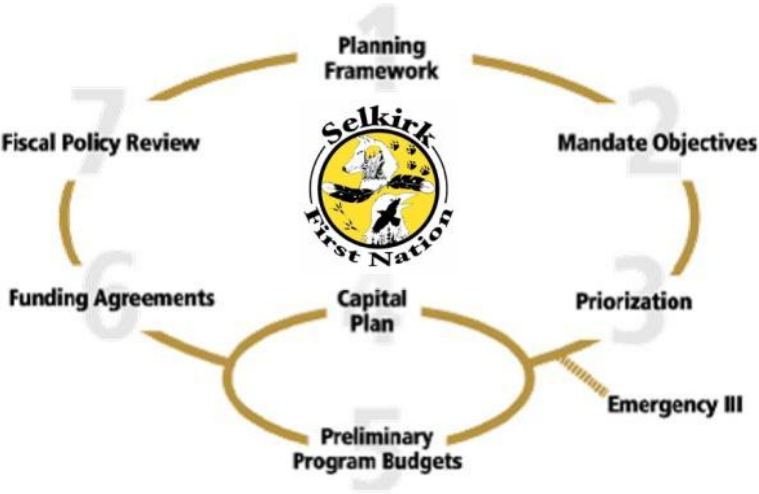 1
Planning
Framework
2
Mandate Objectives
3
Priorization
Emergency III
4
Capital
Plan
5
Preliminary
Program Budgets
6
Funding Agreements
7
Fiscal Policy Review
Selkirk
First Nation